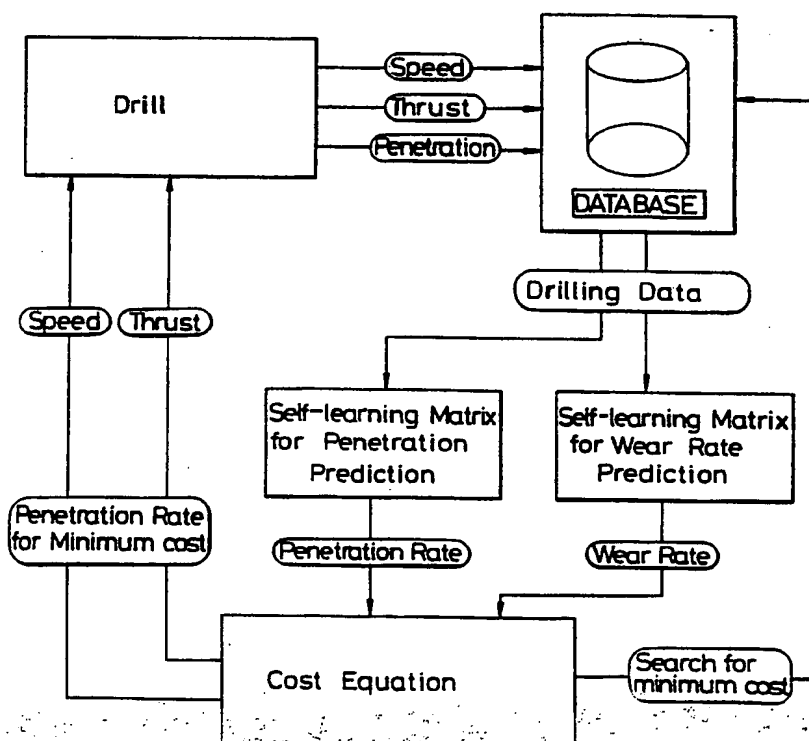 Drill
Speed
Thrust
Penetration
DATABASE
Drilling Data
Speed
Thrust
Self-learning Matrix
for Penetration
Prediction
Self-learning Matrix
for Wear Rate
Prediction
Penetration Rate
for Minimum cost
Penetration Rate
Wear Rate
Cost Equation
Search for
minimum cost